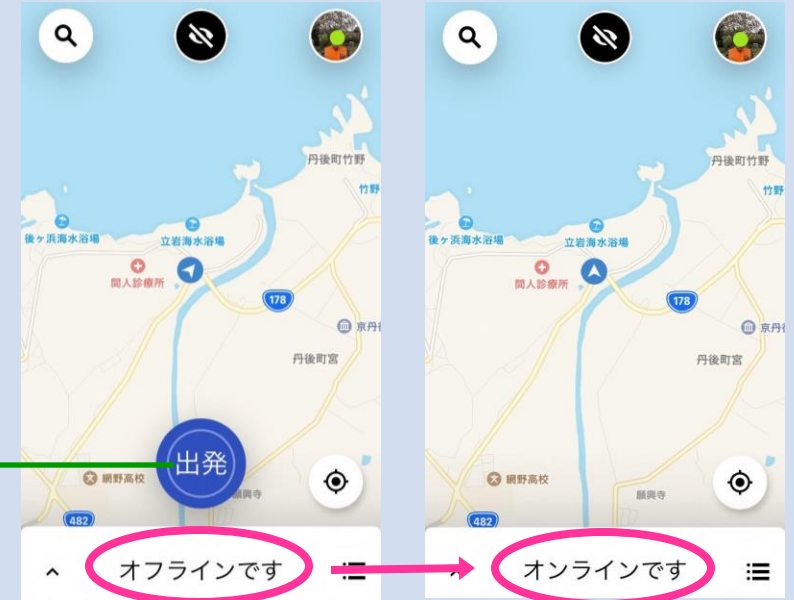 丹後町竹野
竹野
後ヶ浜海水浴場
立岩海水浴場
間人診療所
178
京丹
丹後町宮
出発
網野高校
願興寺
482
オフラインです
丹後町竹野
竹野
後ヶ浜海水浴場
立岩海水浴場
間人診療所
178
京丹
丹後町宮
網野高校
願興寺
482
オンラインです